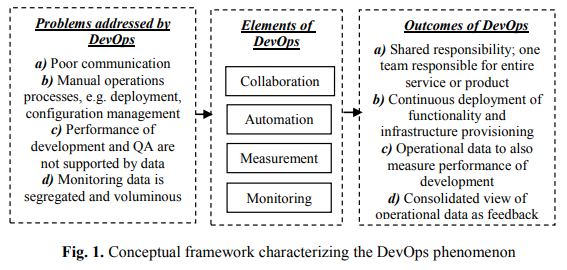 Problems addressed by
DevOps
a) Poor communication
b) Manual operations
processes, e.g. deployment,
configuration management
c) Performance of
development and QA are
not supported by data
d) Monitoring data is
segregated and voluminous
Elements of
DevOps
Collaboration
Automation
Measurement
Monitoring
Outcomes of DevOps
a) Shared responsibility; one
team responsible for entire
service or product
b) Continuous deployment of
functionality and
infrastructure provisioning
c) Operational data to also
measure performance of
development
d) Consolidated view of
operational data as feedback
Fig. 1. Conceptual framework characterizing the DevOps phenomenon